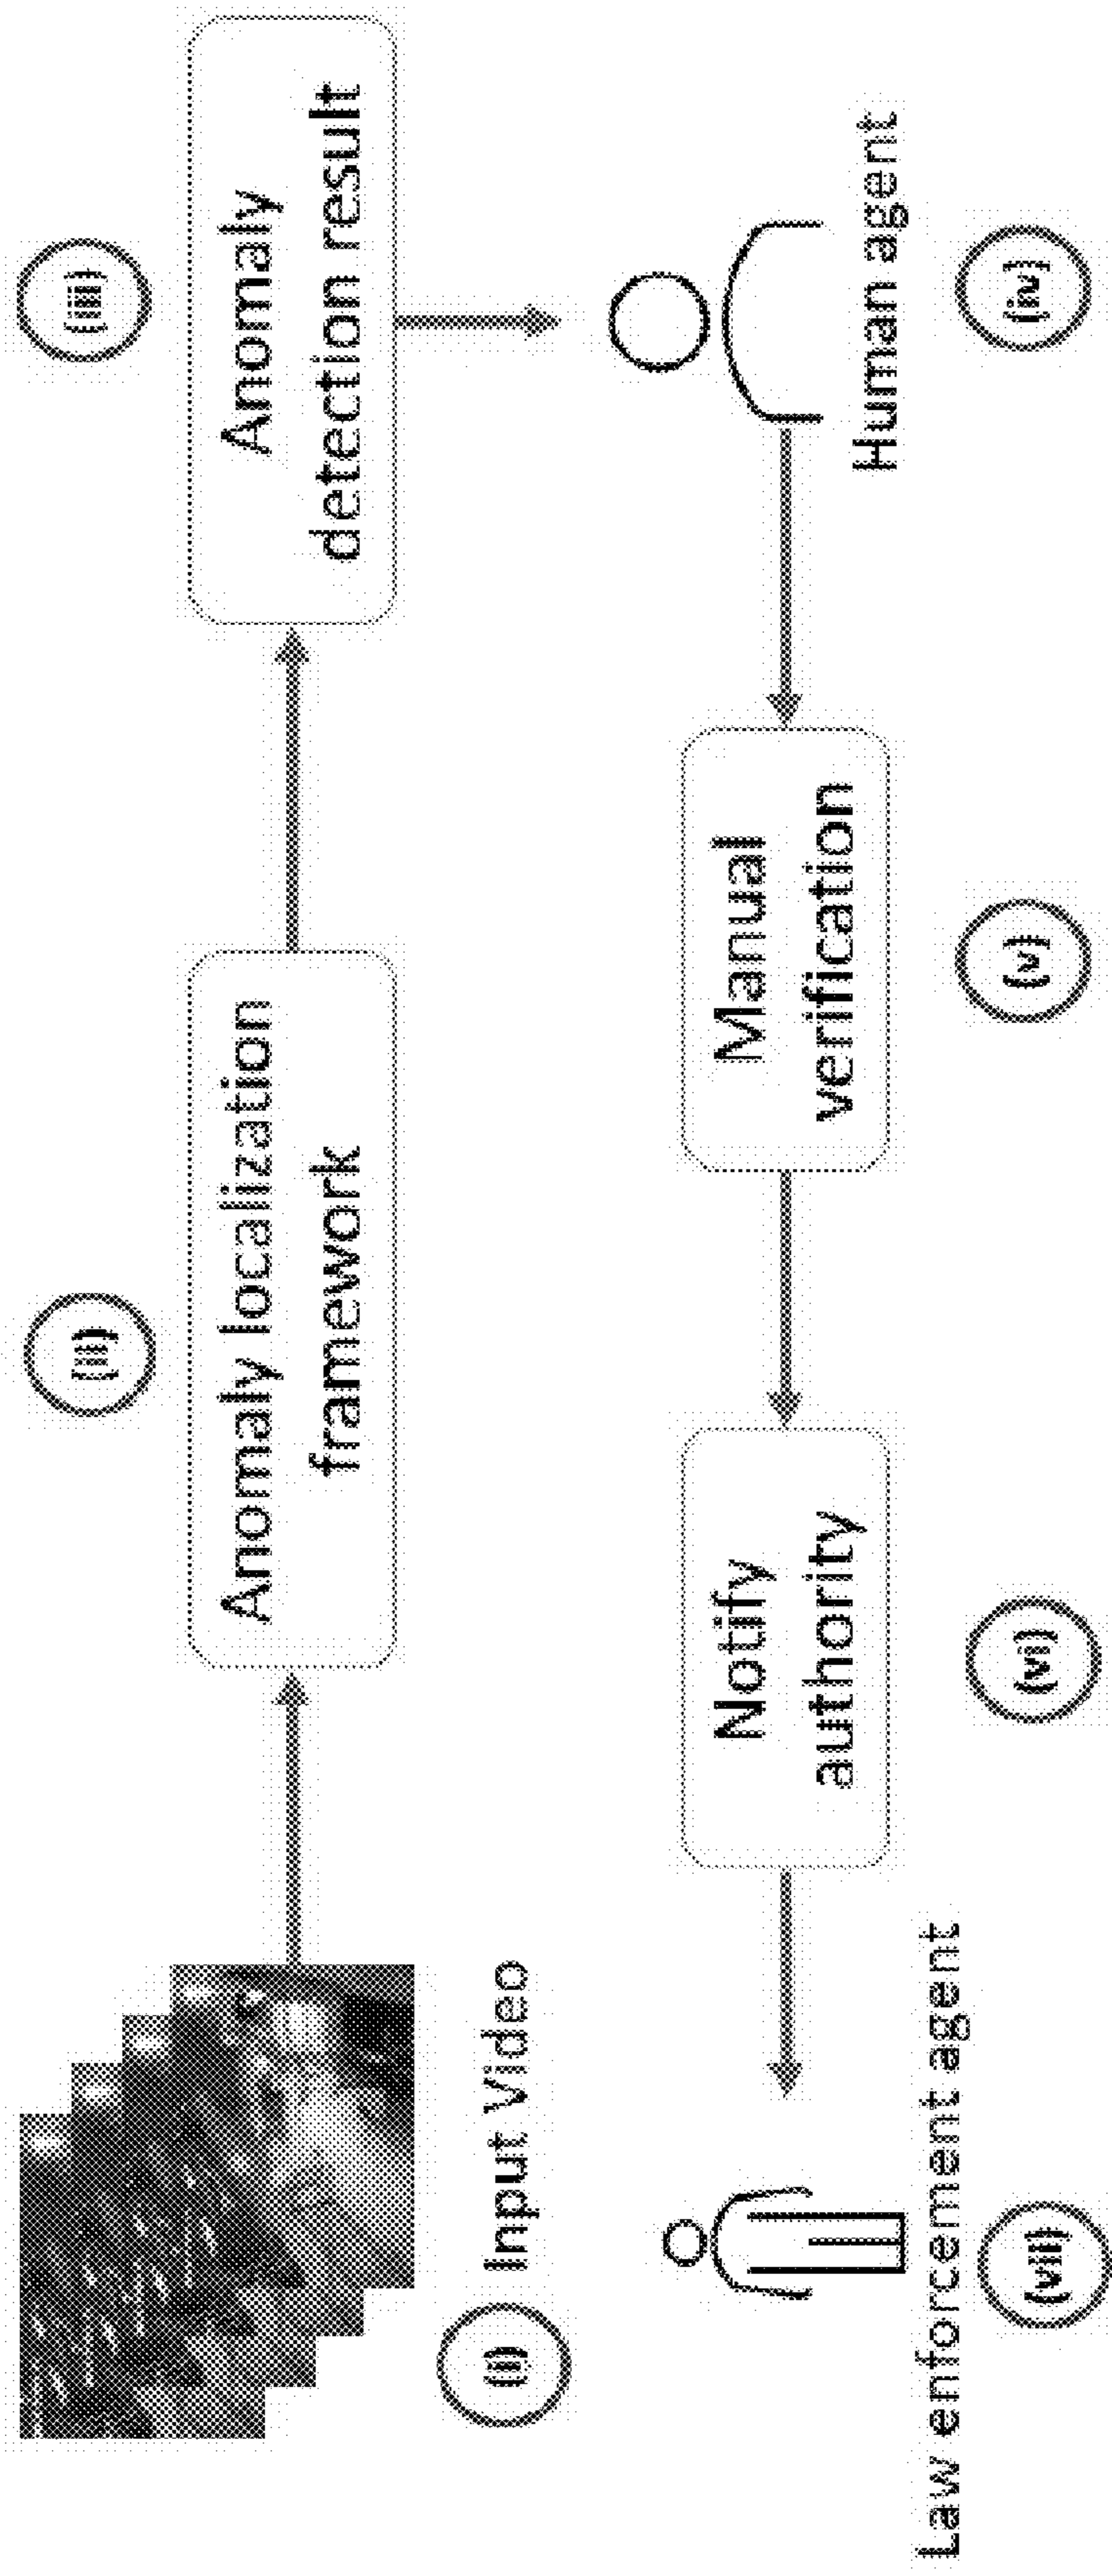 (i) Input Video
(ii)
Anomaly localization
framework
(iii)
Anomaly
detection result
Human agent
(iv)
Manual
verification
(v)
Notify
authority
(vi)
Law enforcement agent
(vii)